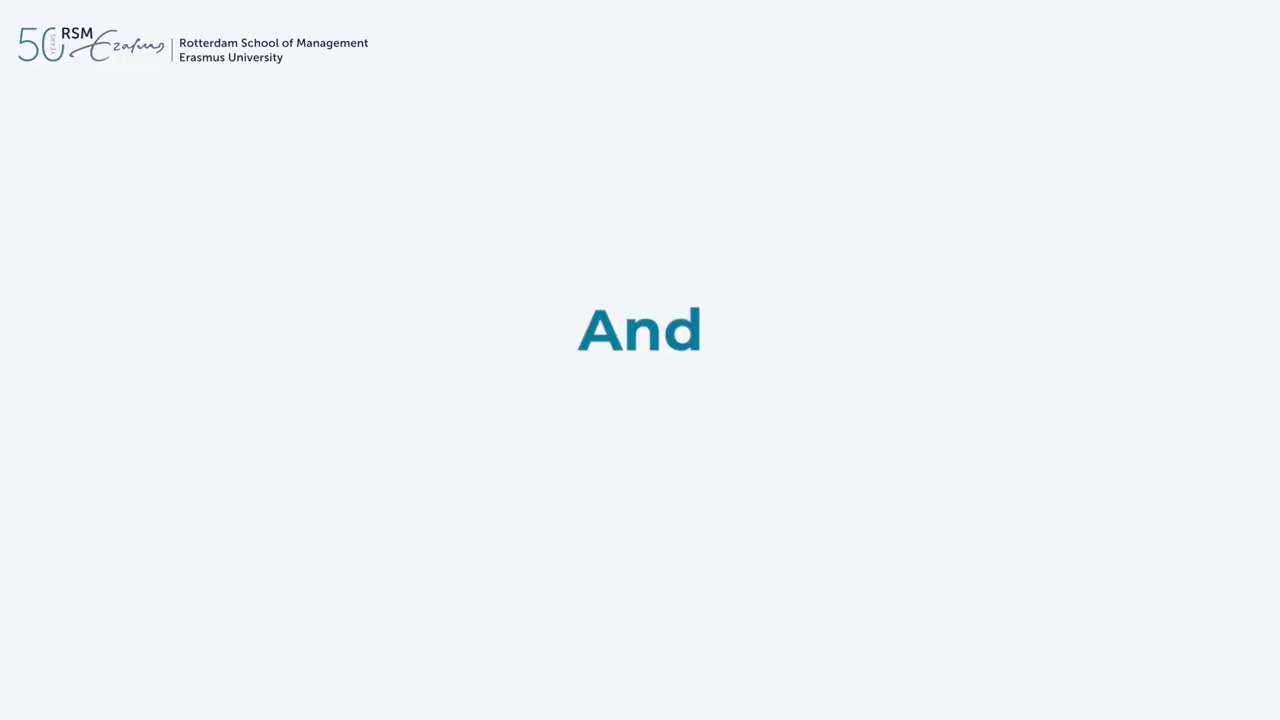 50 YEARS RSM Erasmus
Rotterdam School of Management
Erasmus University
And